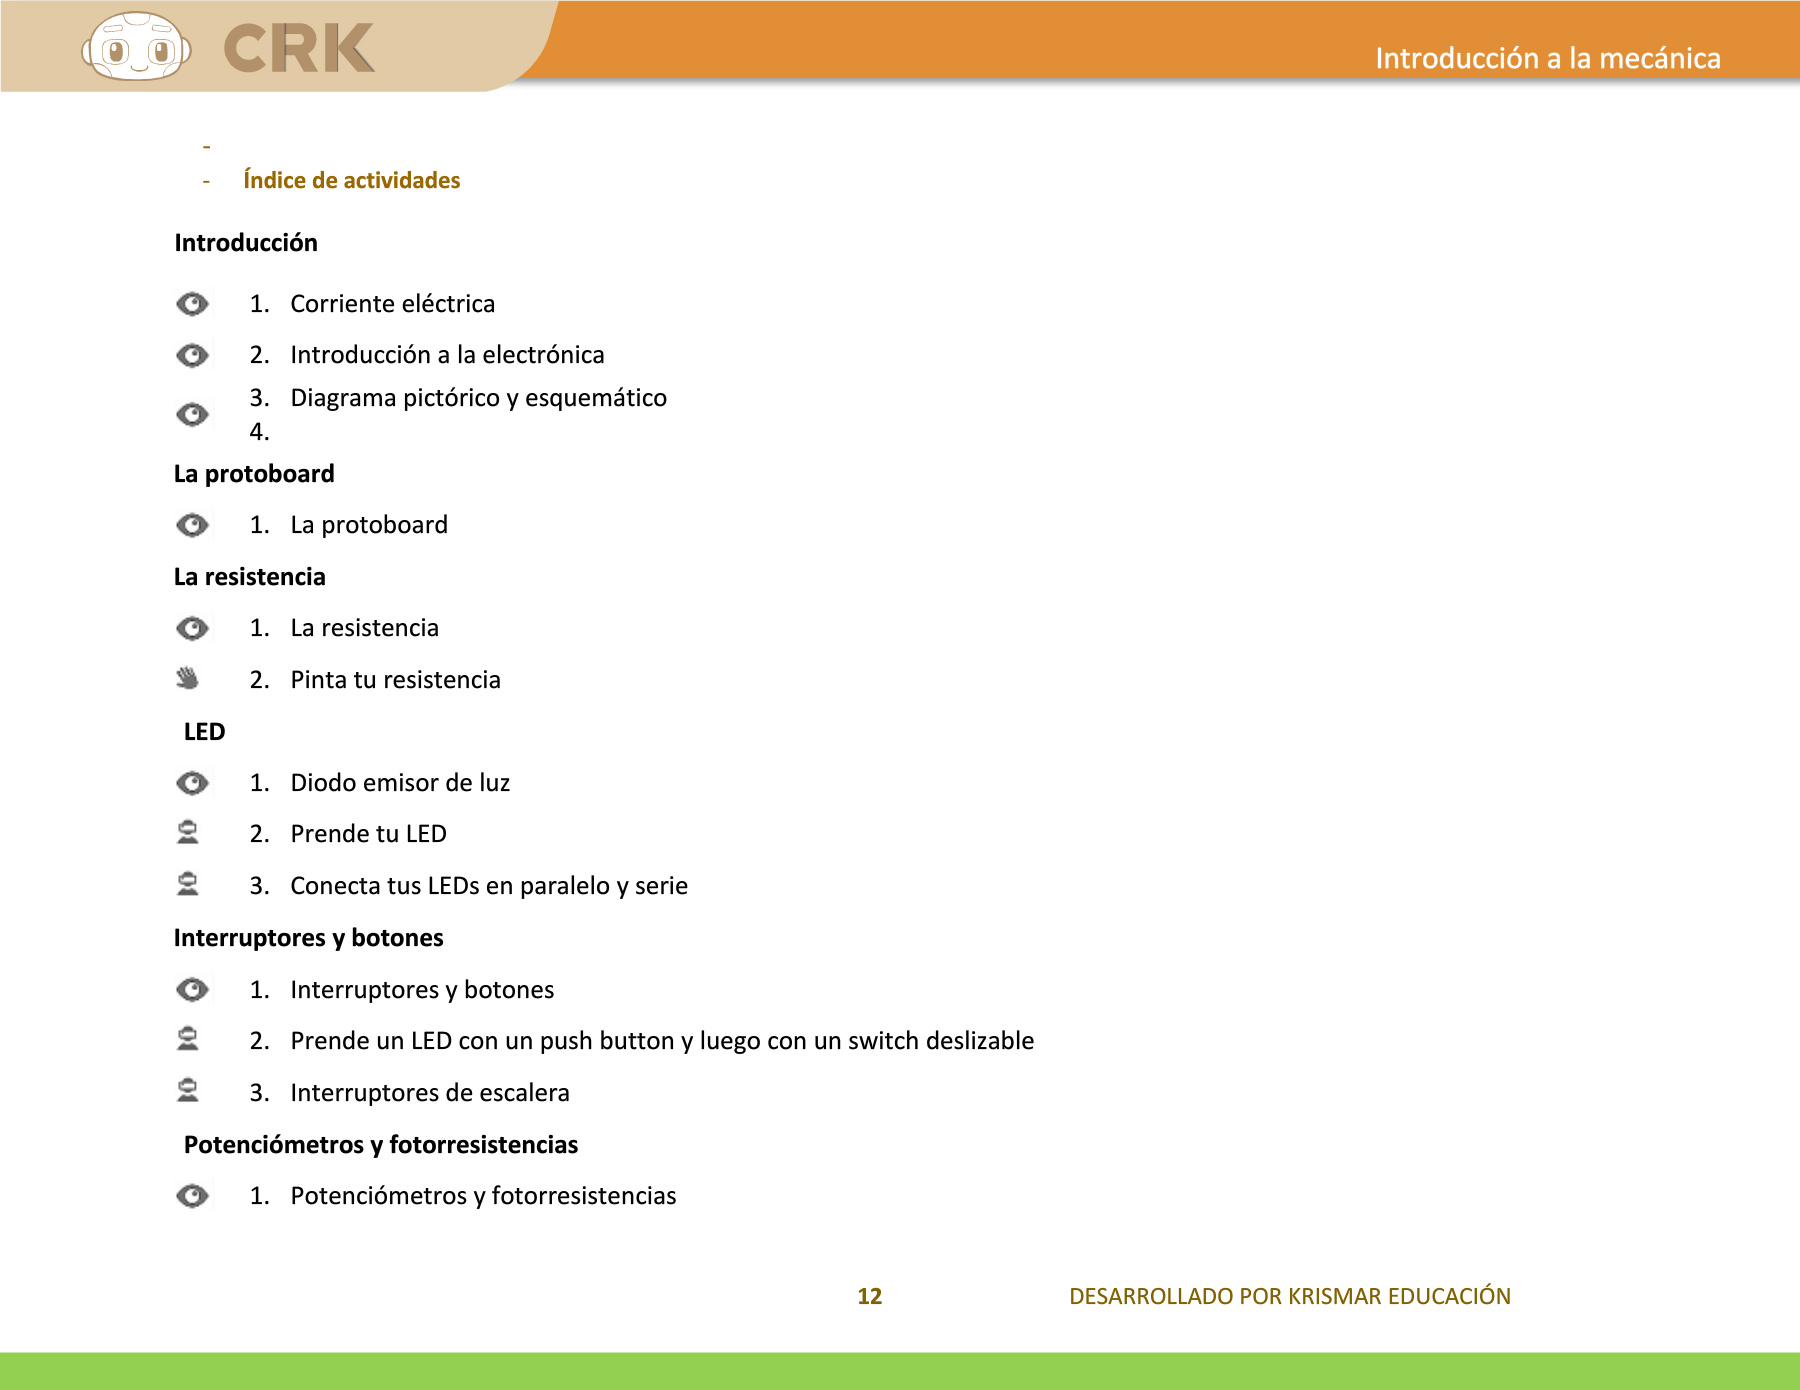 CRK
Introducción a la mecánica
-
- Índice de actividades
Introducción
1. Corriente eléctrica
2. Introducción a la electrónica
3. Diagrama pictórico y esquemático
4.
La protoboard
1. La protoboard
La resistencia
1. La resistencia
2. Pinta tu resistencia
LED
1. Diodo emisor de luz
2. Prende tu LED
3. Conecta tus LEDs en paralelo y serie
Interruptores y botones
1. Interruptores y botones
2. Prende un LED con un push button y luego con un switch deslizable
3. Interruptores de escalera
Potenciómetros y fotorresistencias
1. Potenciómetros y fotorresistencias
12 DESARROLLADO POR KRISMAR EDUCACIÓN